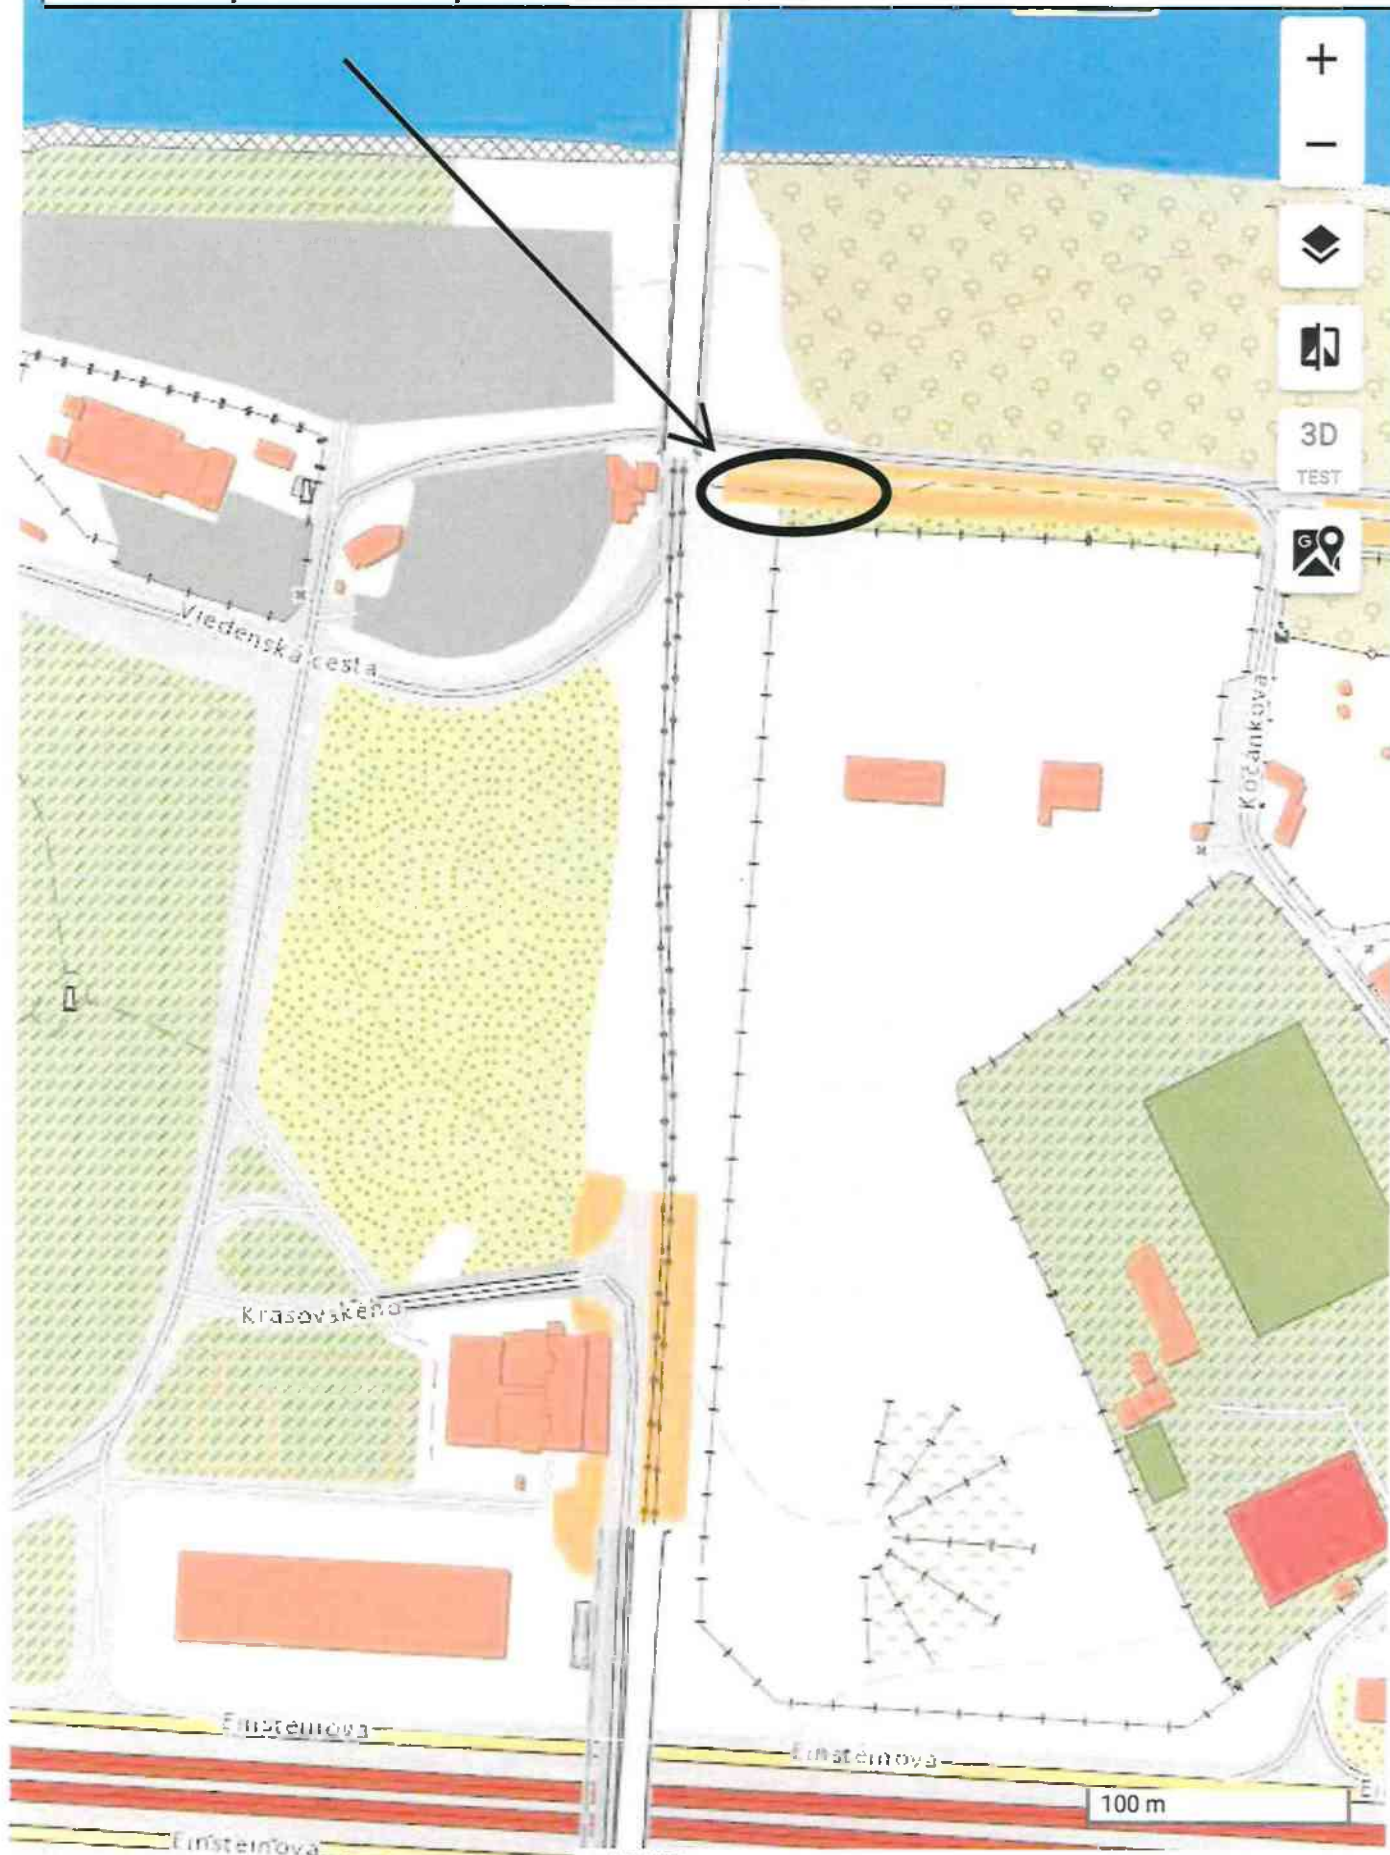 +
−
3D
TEST
G
Viedenská cesta
Kočánkova
Krasovského
Einsteinova
Einsteinova
100 m
Einsteinova